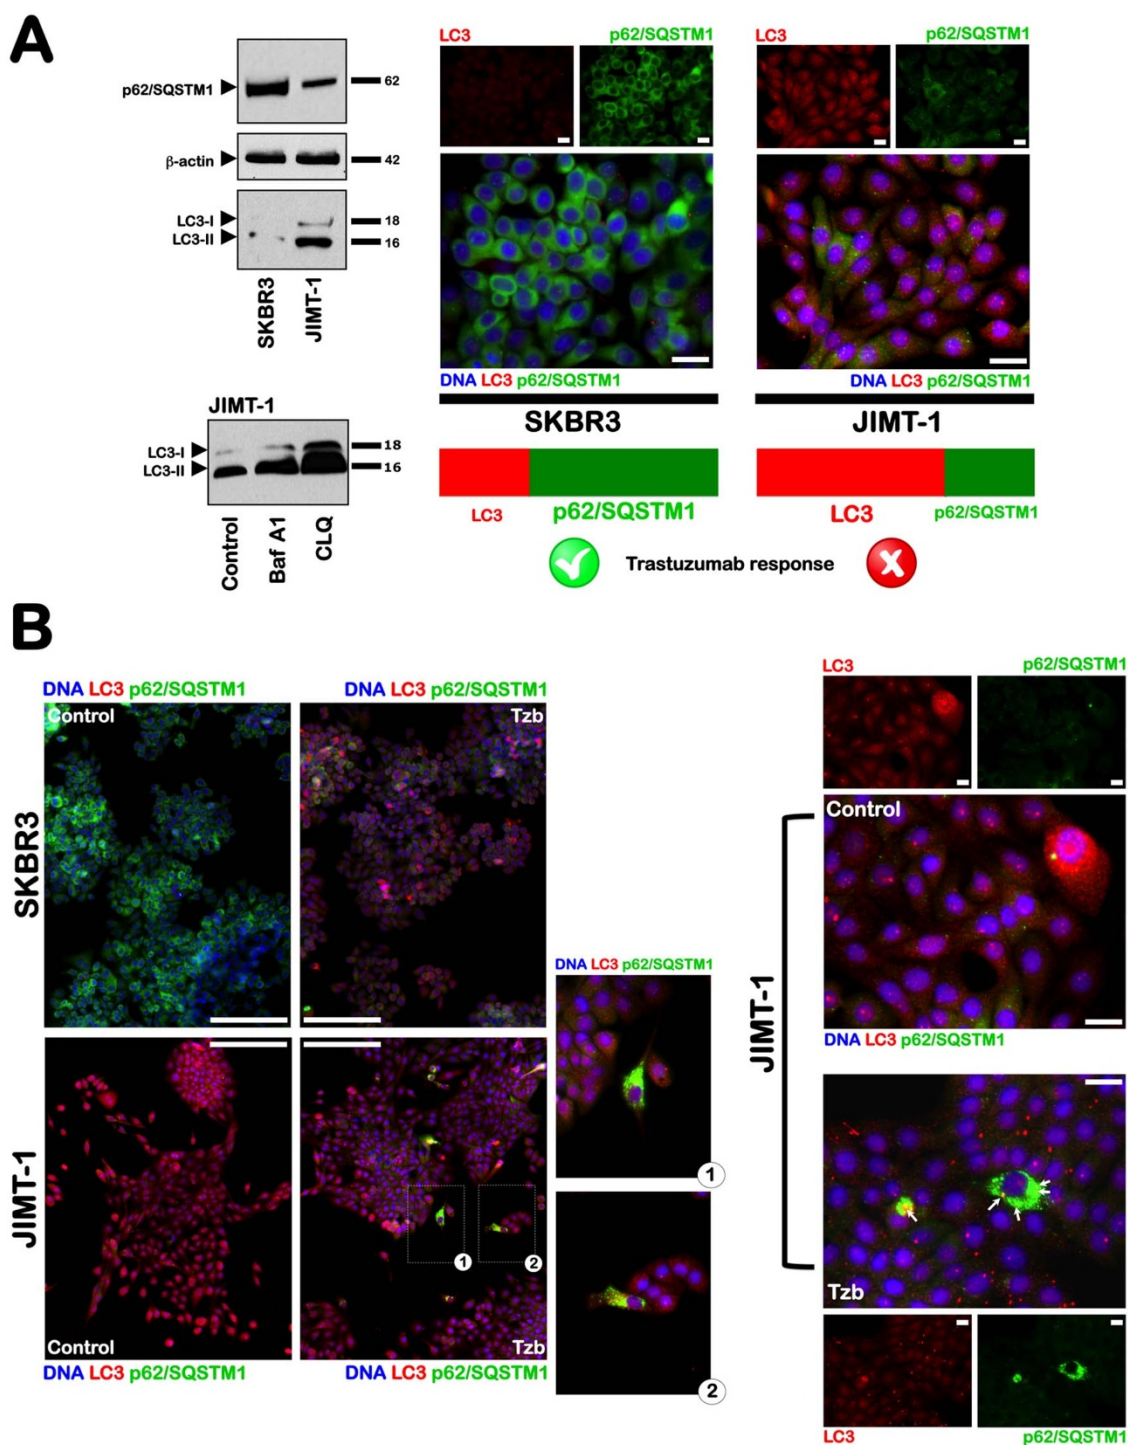 A
p62/SQSTM1
62
β-actin
42
LC3-I
18
LC3-II
16
SKBR3
JIMT-1
JIMT-1
LC3-I
18
LC3-II
16
Control
Baf A1
CLQ
LC3
p62/SQSTM1
DNA LC3 p62/SQSTM1
SKBR3
LC3
p62/SQSTM1
LC3
p62/SQSTM1
DNA LC3 p62/SQSTM1
JIMT-1
LC3
p62/SQSTM1
Trastuzumab response
B
DNA LC3 p62/SQSTM1
DNA LC3 p62/SQSTM1
Control
Tzb
SKBR3
JIMT-1
1
2
Control
Tzb
DNA LC3 p62/SQSTM1
DNA LC3 p62/SQSTM1
DNA LC3 p62/SQSTM1
1
2
LC3
p62/SQSTM1
Control
DNA LC3 p62/SQSTM1
JIMT-1
Tzb
LC3
p62/SQSTM1